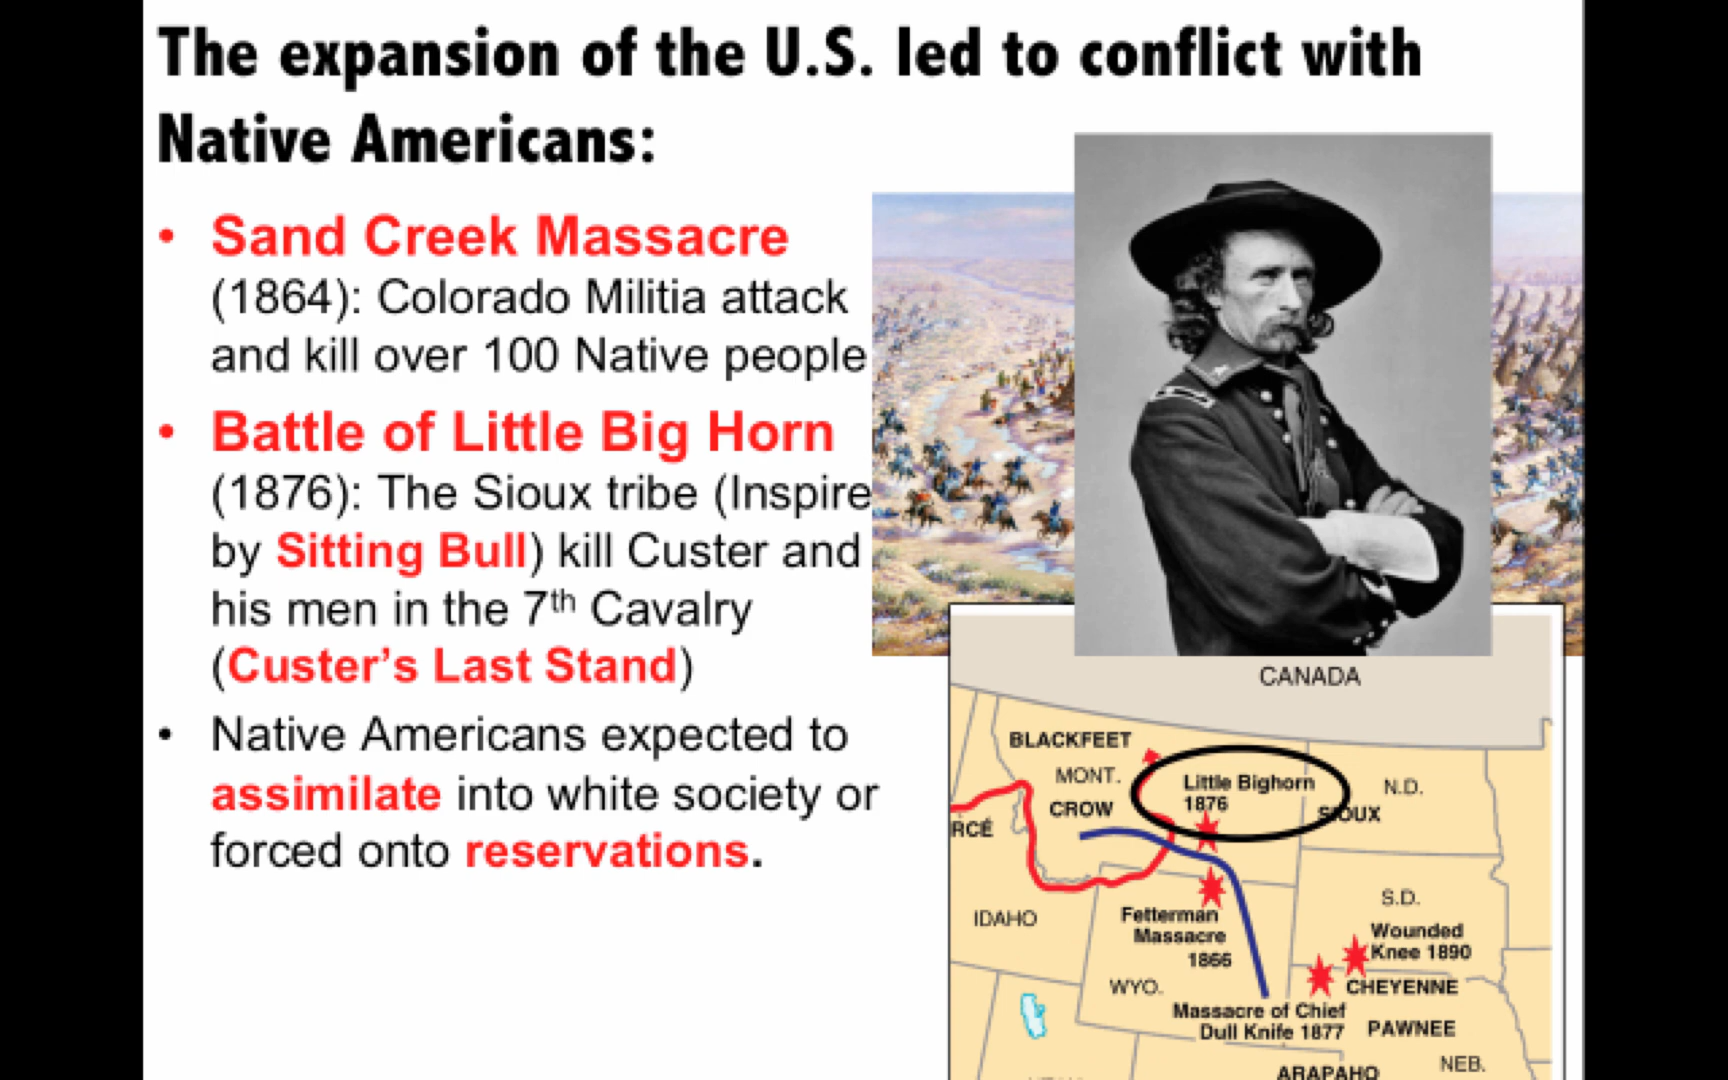 The expansion of the U.S. led to conflict with
Native Americans:
• Sand Creek Massacre
(1864): Colorado Militia attack
and kill over 100 Native people
• Battle of Little Big Horn
(1876): The Sioux tribe (Inspire
by Sitting Bull) kill Custer and
his men in the 7th Cavalry
(Custer's Last Stand)
• Native Americans expected to
assimilate into white society or
forced onto reservations.
CANADA
BLACKFEET
MONT.
CROW
RCÉ
Little Bighorn
1876
N.D.
SIOUX
IDAHO
Fetterman
Massacre
1866
S.D.
Wounded
Knee 1890
WYO.
CHEYENNE
Massacre of Chief
Dull Knife 1877
PAWNEE
NEB.
ARAPAHO